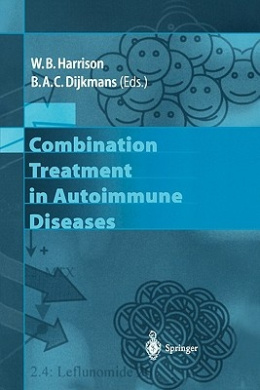 W. B. Harrison
B. A. C. Dijkmans (Eds.)
Combination
Treatment
in Autoimmune
Diseases
Springer
2.4: Leflunomide